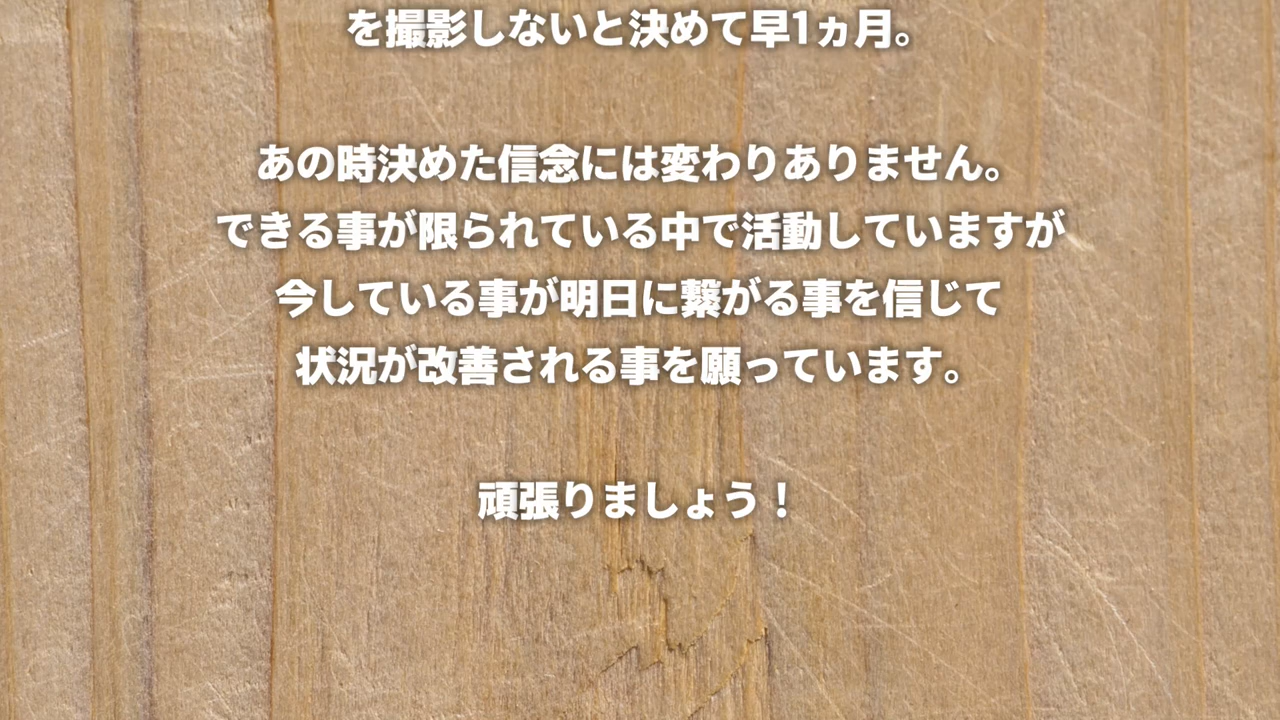 を撮影しないと決めて早1ヵ月。
あの時決めた信念には変わりありません。
できる事が限られている中で活動していますが
今している事が明日に繋がる事を信じて
状況が改善される事を願っています。
頑張りましょう！